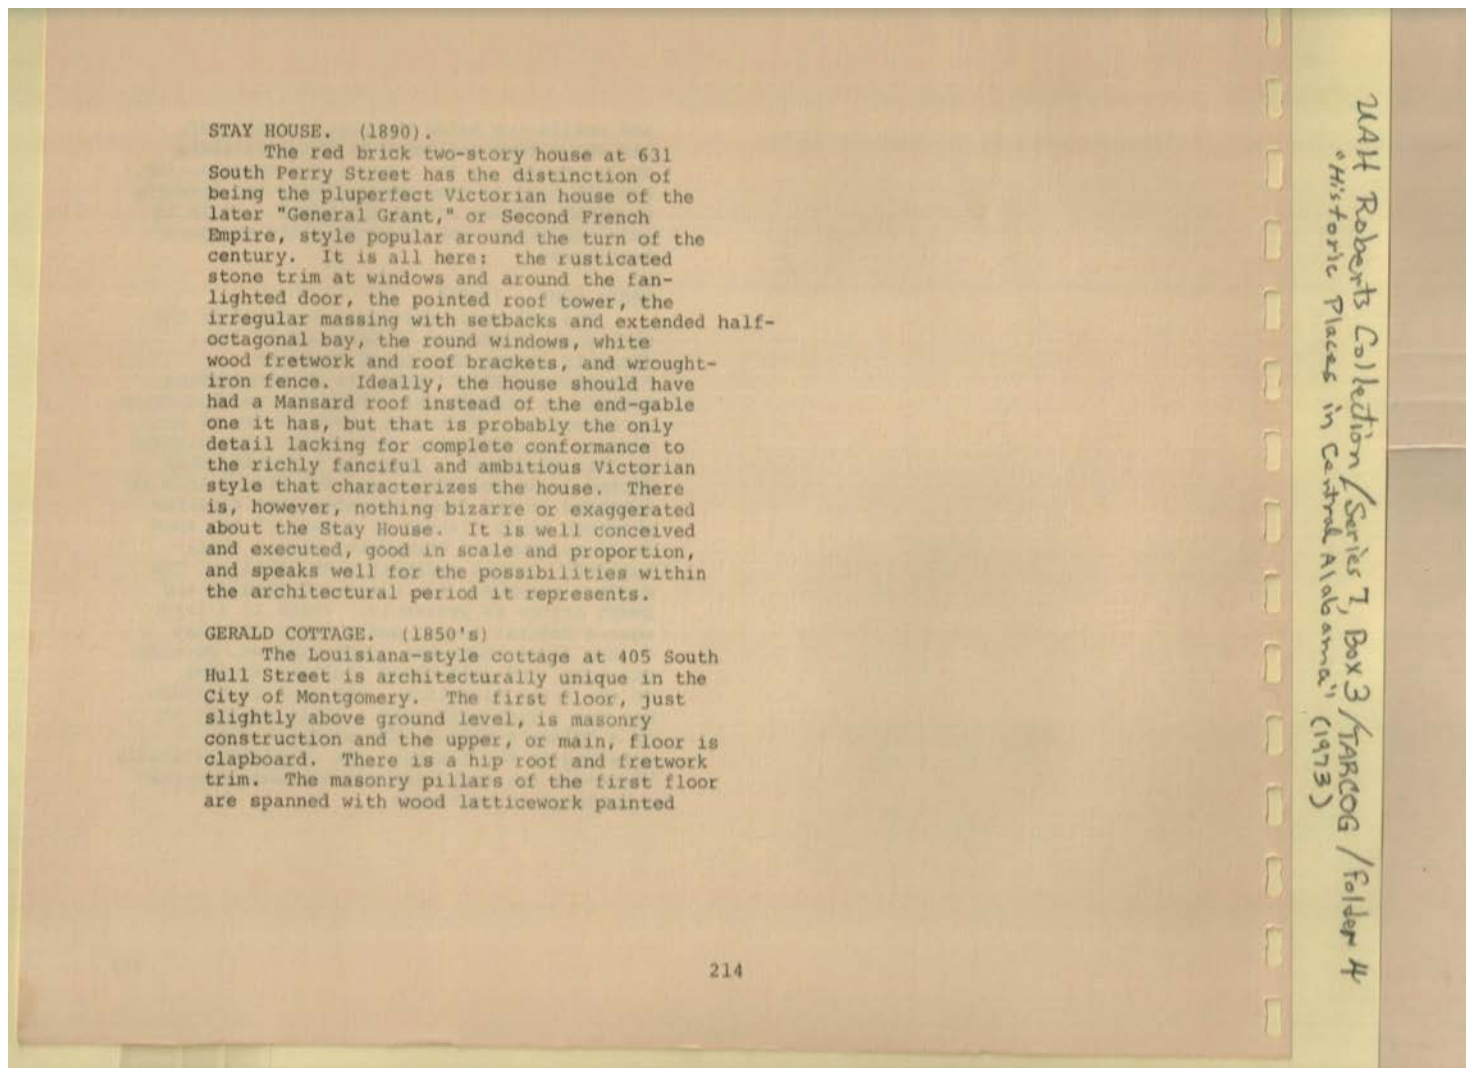 STAY HOUSE. (1890).
The red brick two-story house at 631
South Perry Street has the distinction of
being the pluperfect Victorian house of the
later "General Grant," or Second French
Empire, style popular around the turn of the
century. It is all here: the rusticated
stone trim at windows and around the fan-
lighted door, the pointed roof tower, the
irregular massing with setbacks and extended half-
octagonal bay, the round windows, white
wood fretwork and roof brackets, and wrought-
iron fence. Ideally, the house should have
had a Mansard roof instead of the end-gable
one it has, but that is probably the only
detail lacking for complete conformance to
the richly fanciful and ambitious Victorian
style that characterizes the house. There
is, however, nothing bizarre or exaggerated
about the Stay House. It is well conceived
and executed, good in scale and proportion,
and speaks well for the possibilities within
the architectural period it represents.
GERALD COTTAGE. (1850's)
The Louisiana-style cottage at 405 South
Hull Street is architecturally unique in the
City of Montgomery. The first floor, just
slightly above ground level, is masonry
construction and the upper, or main, floor is
clapboard. There is a hip roof and fretwork
trim. The masonry pillars of the first floor
are spanned with wood latticework painted
214
UAH Roberts Collection/Series 7, Box 3/TARCOG/Folder 4
"Historic Places in Central Alabama" (1973)